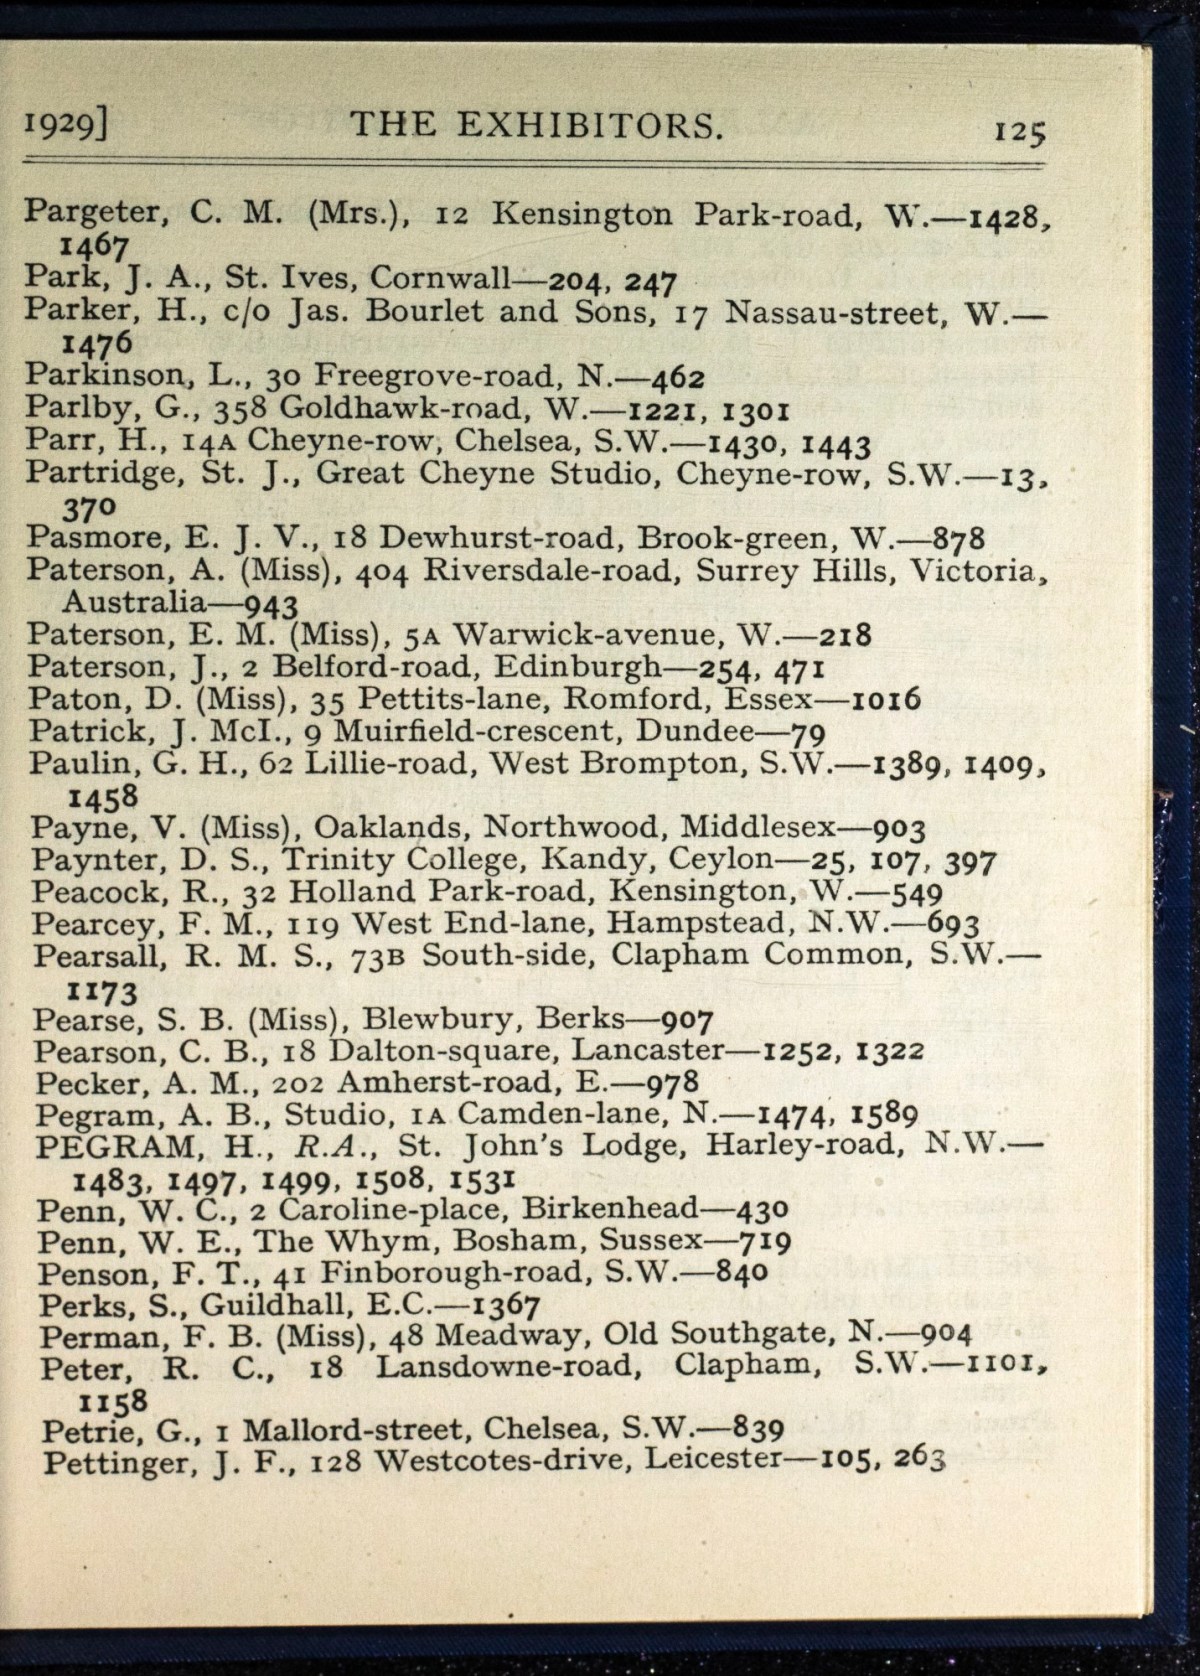 1929] THE EXHIBITORS. 125
Pargeter, C. M. (Mrs.), 12 Kensington Park-road, W.—1428,
1467
Park, J. A., St. Ives, Cornwall—204, 247
Parker, H., c/o Jas. Bourlet and Sons, 17 Nassau-street, W.—
1476
Parkinson, L., 30 Freegrove-road, N.—462
Parlby, G., 358 Goldhawk-road, W.—1221, 1301
Parr, H., 14A Cheyne-row, Chelsea, S.W.—1430, 1443
Partridge, St. J., Great Cheyne Studio, Cheyne-row, S.W.—13,
370
Pasmore, E. J. V., 18 Dewhurst-road, Brook-green, W.—878
Paterson, A. (Miss), 404 Riversdale-road, Surrey Hills, Victoria,
Australia—943
Paterson, E. M. (Miss), 5A Warwick-avenue, W.—218
Paterson, J., 2 Belford-road, Edinburgh—254, 471
Paton, D. (Miss), 35 Pettits-lane, Romford, Essex—1016
Patrick, J. McI., 9 Muirfield-crescent, Dundee—79
Paulin, G. H., 62 Lillie-road, West Brompton, S.W.—1389, 1409,
1458
Payne, V. (Miss), Oaklands, Northwood, Middlesex—903
Paynter, D. S., Trinity College, Kandy, Ceylon—25, 107, 397
Peacock, R., 32 Holland Park-road, Kensington, W.—549
Pearcey, F. M., 119 West End-lane, Hampstead, N.W.—693
Pearsall, R. M. S., 73B South-side, Clapham Common, S.W.—
1173
Pearse, S. B. (Miss), Blewbury, Berks—907
Pearson, C. B., 18 Dalton-square, Lancaster—1252, 1322
Pecker, A. M., 202 Amherst-road, E.—978
Pegram, A. B., Studio, 1A Camden-lane, N.—1474, 1589
PEGRAM, H., R.A., St. John's Lodge, Harley-road, N.W.—
1483, 1497, 1499, 1508, 1531
Penn, W. C., 2 Caroline-place, Birkenhead—430
Penn, W. E., The Whym, Bosham, Sussex—719
Penson, F. T., 41 Finborough-road, S.W.—840
Perks, S., Guildhall, E.C.—1367
Perman, F. B. (Miss), 48 Meadway, Old Southgate, N.—904
Peter, R. C., 18 Lansdowne-road, Clapham, S.W.—1101,
1158
Petrie, G., 1 Mallord-street, Chelsea, S.W.—839
Pettinger, J. F., 128 Westcotes-drive, Leicester—105, 263